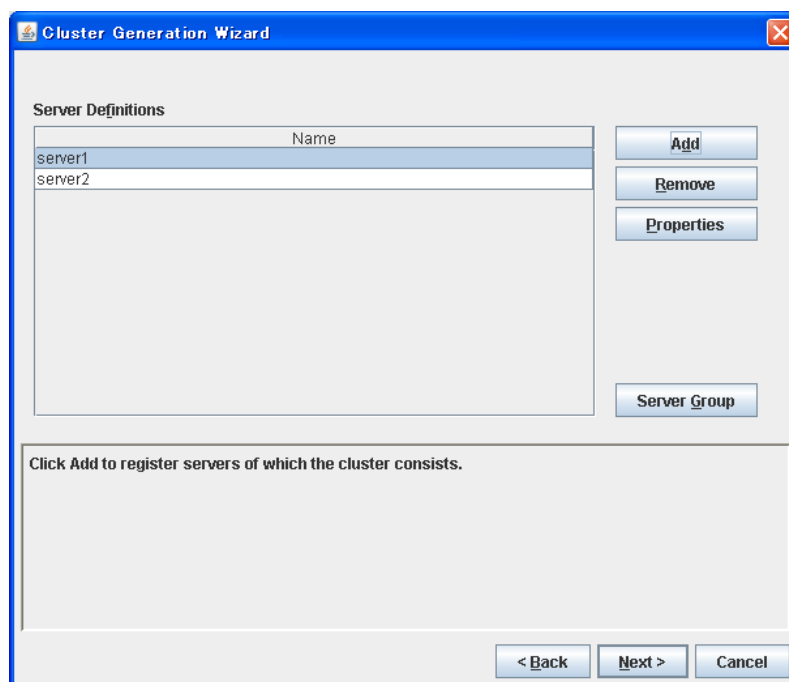 Cluster Generation Wizard
Server Definitions
Name
server1
server2
Add
Remove
Properties
Server Group
Click Add to register servers of which the cluster consists.
< Back
Next >
Cancel